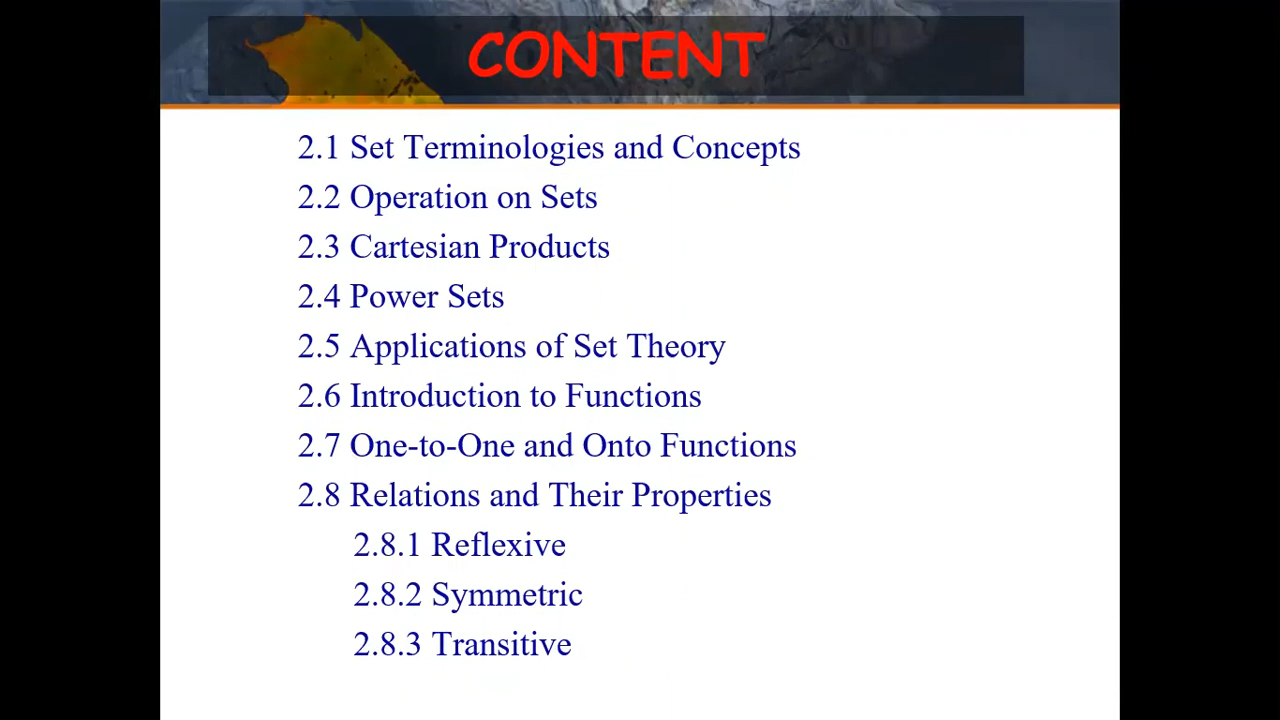 CONTENT
2.1 Set Terminologies and Concepts
2.2 Operation on Sets
2.3 Cartesian Products
2.4 Power Sets
2.5 Applications of Set Theory
2.6 Introduction to Functions
2.7 One-to-One and Onto Functions
2.8 Relations and Their Properties
2.8.1 Reflexive
2.8.2 Symmetric
2.8.3 Transitive